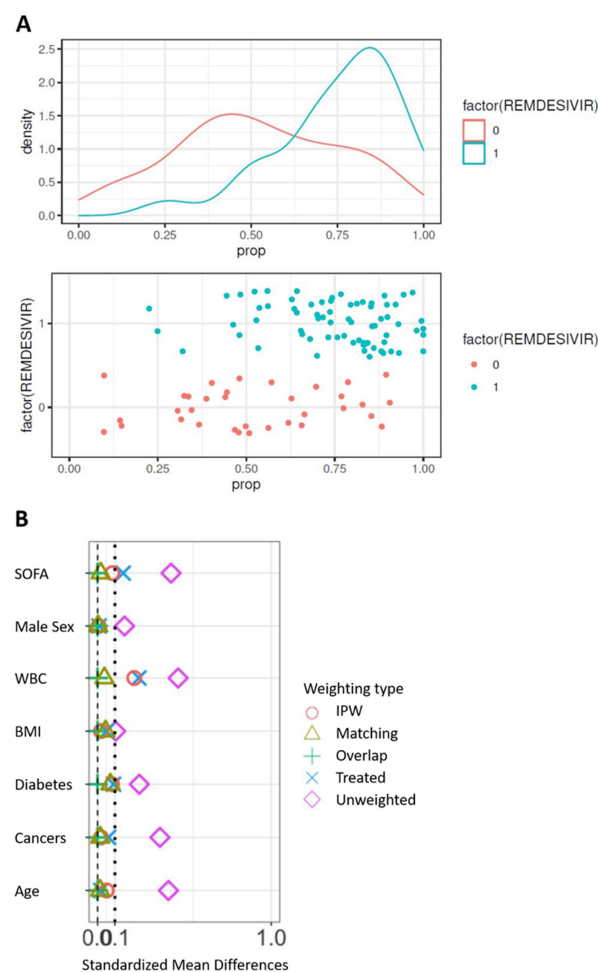 A
2.5
2.0
1.5
1.0
0.5
0.0
density
0.00 0.25 0.50 0.75 1.00
prop
factor(REMDESIVIR)
0
1
1
0
factor(REMDESIVIR)
0.00 0.25 0.50 0.75 1.00
prop
factor(REMDESIVIR)
0
1
B
SOFA
Male Sex
WBC
BMI
Diabetes
Cancers
Age
0.0 0.1 1.0
Standardized Mean Differences
Weighting type
IPW
Matching
Overlap
Treated
Unweighted